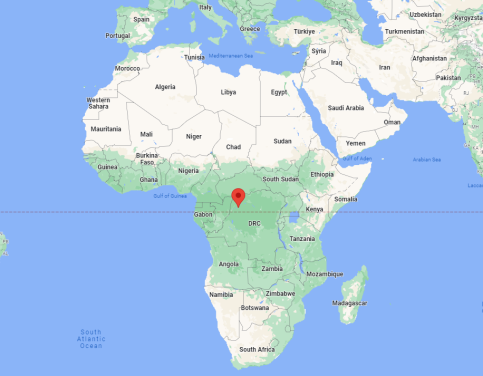 Italy
Spain
Portugal
Greece
Türkiye
Uzbekistan
Kyrgyzsta
Turkmenistan
Tunisia
Mediterranean Sea
Syria
Morocco
Iraq
Iran
Afghanistan
Pakistan
Algeria
Libya
Egypt
Western
Sahara
Saudi Arabia
Oman
Mauritania
Mali
Niger
Chad
Sudan
Yemen
Burkina
Faso
Gulf of Aden
Arabian Sea
Guinea
Ghana
Nigeria
South Sudan
Ethiopia
Laccad
Gulf of Guinea
Somalia
Gabon
DRC
Kenya
Tanzania
Angola
Zambia
Mozambique
Namibia
Zimbabwe
Botswana
Madagascar
South
Atlantic
Ocean
South Africa